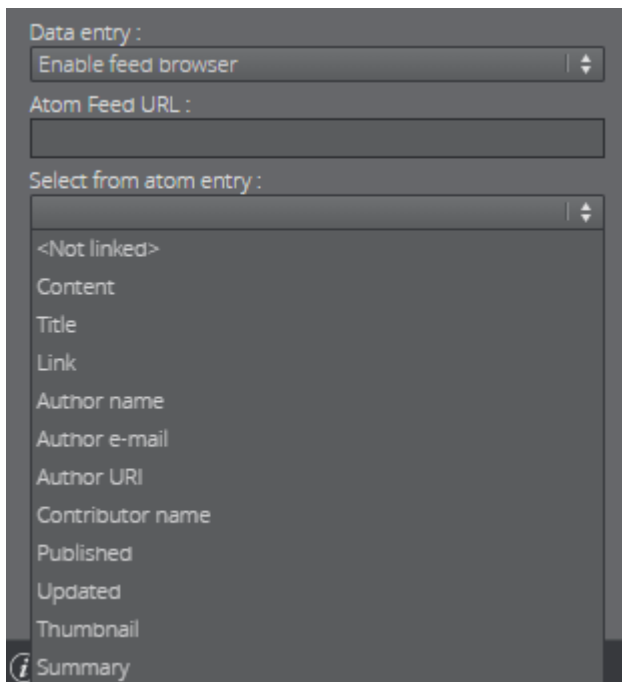 Data entry :
Enable feed browser
Atom Feed URL :
Select from atom entry :
<Not linked>
Content
Title
Link
Author name
Author e-mail
Author URI
Contributor name
Published
Updated
Thumbnail
Summary